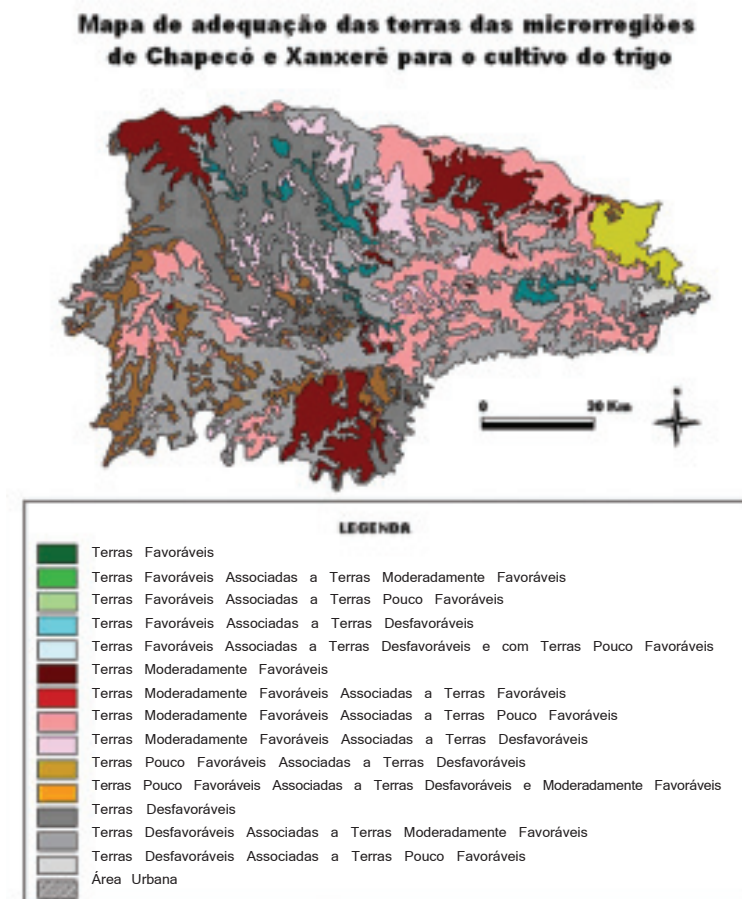 Mapa de adequação das terras das microrregiões
de Chapecó e Xanxerê para o cultivo do trigo
0 30 Km
N
LEGENDA
Terras Favoráveis
Terras Favoráveis Associadas a Terras Moderadamente Favoráveis
Terras Favoráveis Associadas a Terras Pouco Favoráveis
Terras Favoráveis Associadas a Terras Desfavoráveis
Terras Favoráveis Associadas a Terras Desfavoráveis e com Terras Pouco Favoráveis
Terras Moderadamente Favoráveis
Terras Moderadamente Favoráveis Associadas a Terras Favoráveis
Terras Moderadamente Favoráveis Associadas a Terras Pouco Favoráveis
Terras Moderadamente Favoráveis Associadas a Terras Desfavoráveis
Terras Pouco Favoráveis Associadas a Terras Desfavoráveis
Terras Pouco Favoráveis Associadas a Terras Desfavoráveis e Moderadamente Favoráveis
Terras Desfavoráveis
Terras Desfavoráveis Associadas a Terras Moderadamente Favoráveis
Terras Desfavoráveis Associadas a Terras Pouco Favoráveis
Área Urbana